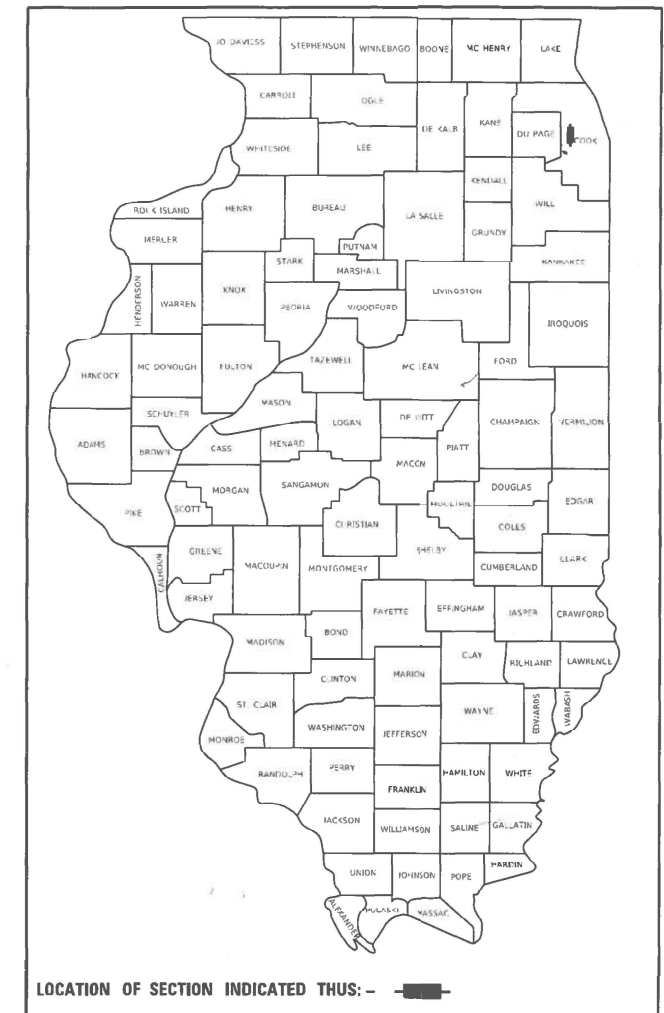 JO DAVIESS STEPHENSON WINNEBAGO BOONE MC HENRY LAKE
CARROLL OGLE DE KALB KANE DU PAGE COOK
WHITESIDE LEE KENDALL WILL
ROCK ISLAND HENRY BUREAU LA SALLE GRUNDY
MERCER PUTNAM KANKAKEE
STARK MARSHALL
HENDERSON WARREN KNOX PEORIA WOODFORD LIVINGSTON IROQUOIS
HANCOCK MC DONOUGH FULTON TAZEWELL MC LEAN FORD
SCHUYLER MASON LOGAN DE WITT CHAMPAIGN VERMILION
ADAMS BROWN CASS MENARD MACON PIATT
PIKE SCOTT MORGAN SANGAMON MOULTRIE DOUGLAS EDGAR
CHRISTIAN COLES
CALHOUN GREENE MACOUPIN MONTGOMERY SHELBY CUMBERLAND CLARK
JERSEY FAYETTE EFFINGHAM JASPER CRAWFORD
MADISON BOND CLAY RICHLAND LAWRENCE
CLINTON MARION
ST. CLAIR WASHINGTON JEFFERSON WAYNE EDWARDS WABASH
MONROE
RANDOLPH PERRY FRANKLIN HAMILTON WHITE
JACKSON WILLIAMSON SALINE GALLATIN
UNION JOHNSON POPE HARDIN
ALEXANDER PULASKI MASSAC
LOCATION OF SECTION INDICATED THUS: –